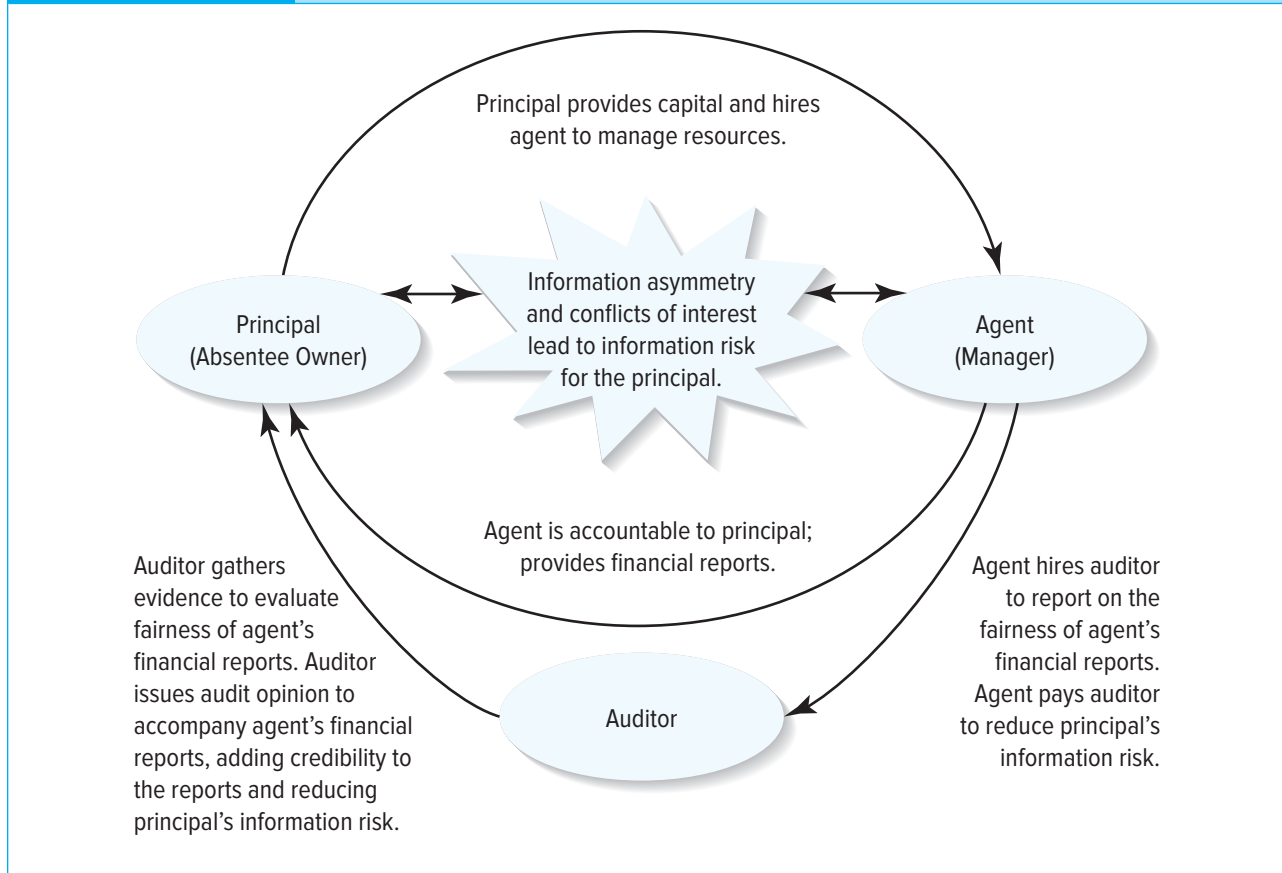 Principal provides capital and hires
agent to manage resources.
Information asymmetry
and conflicts of interest
lead to information risk
for the principal.
Principal
(Absentee Owner)
Agent
(Manager)
Agent is accountable to principal;
provides financial reports.
Auditor gathers
evidence to evaluate
fairness of agent’s
financial reports. Auditor
issues audit opinion to
accompany agent’s financial
reports, adding credibility to
the reports and reducing
principal’s information risk.
Auditor
Agent hires auditor
to report on the
fairness of agent’s
financial reports.
Agent pays auditor
to reduce principal’s
information risk.